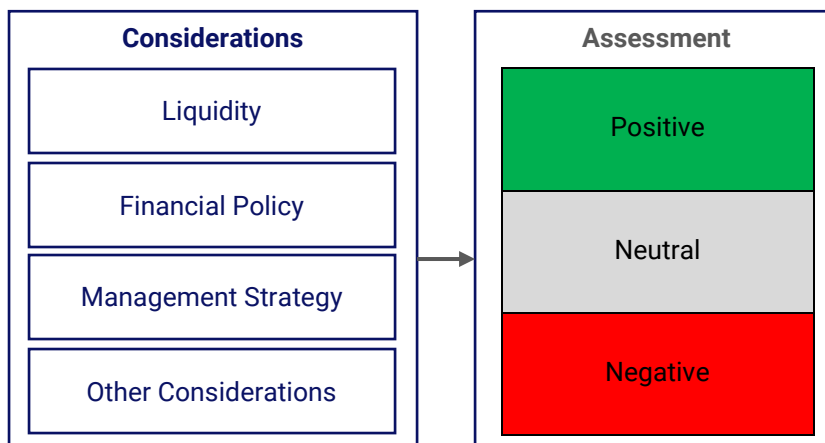 Considerations
Liquidity
Financial Policy
Management Strategy
Other Considerations
Assessment
Positive
Neutral
Negative